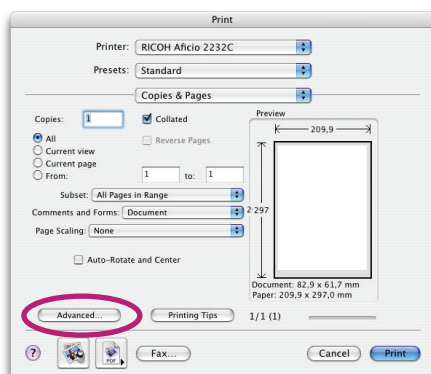 Print
Printer: RICOH Aficio 2232C
Presets: Standard
Copies & Pages
Copies: 1 Collated
Reverse Pages
All
Current view
Current page
From: 1 to: 1
Subset: All Pages in Range
Comments and Forms: Document
Page Scaling: None
Auto-Rotate and Center
Preview
209,9
297
Document: 82,9 x 61,7 mm
Paper: 209,9 x 297,0 mm
Advanced... Printing Tips 1/1 (1)
? PDF Fax... Cancel Print